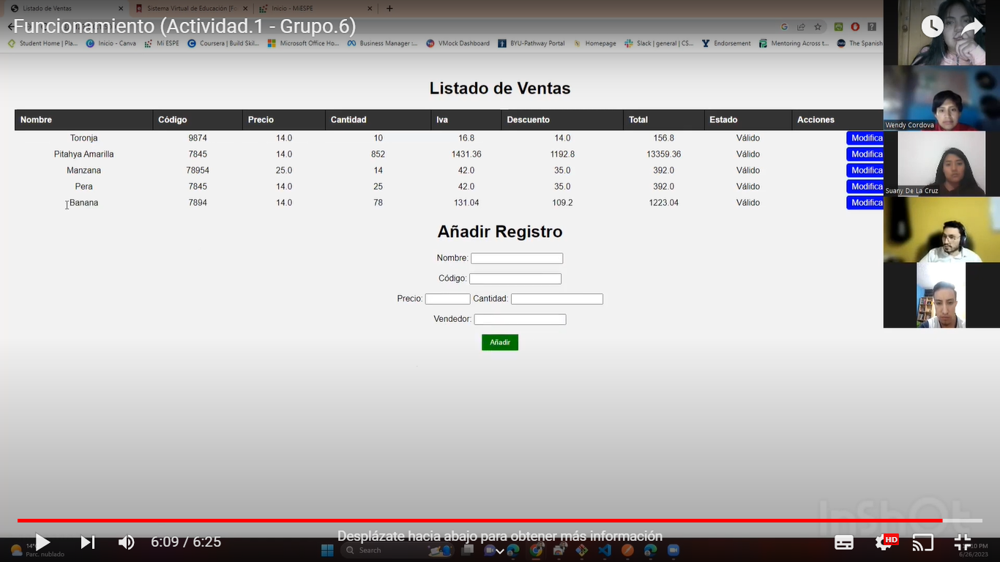 Listado de Ventas
Sistema Virtual de Educación [F
Inicio - MiESPE
Funcionamiento (Actividad.1 - Grupo.6)
Student Home | Pla... Inicio - Canva Mi ESPE Coursera | Build Skil... Microsoft Office Ho... Business Manager :... VMock Dashboard BYU-Pathway Portal Homepage Slack | general | CS... Endorsement Mentoring Across t... The Spanish
Listado de Ventas
Nombre Código Precio Cantidad Iva Descuento Total Estado Acciones
Toronja 9874 14.0 10 16.8 14.0 156.8 Válido Modifica
Pitahya Amarilla 7845 14.0 852 1431.36 1192.8 13359.36 Válido Modifica
Manzana 78954 25.0 14 42.0 35.0 392.0 Válido Modifica
Pera 7845 14.0 25 42.0 35.0 392.0 Válido Modifica
Banana 7894 14.0 78 131.04 109.2 1223.04 Válido Modifica
Añadir Registro
Nombre:
Código:
Precio: Cantidad:
Vendedor:
Añadir
Wendy Cordova
Suany De La Cruz
InShOt
Desplázate hacia abajo para obtener más información
6:09 / 6:25
HD
14°
Parc. nublado
Search
10 PM
6/26/2023